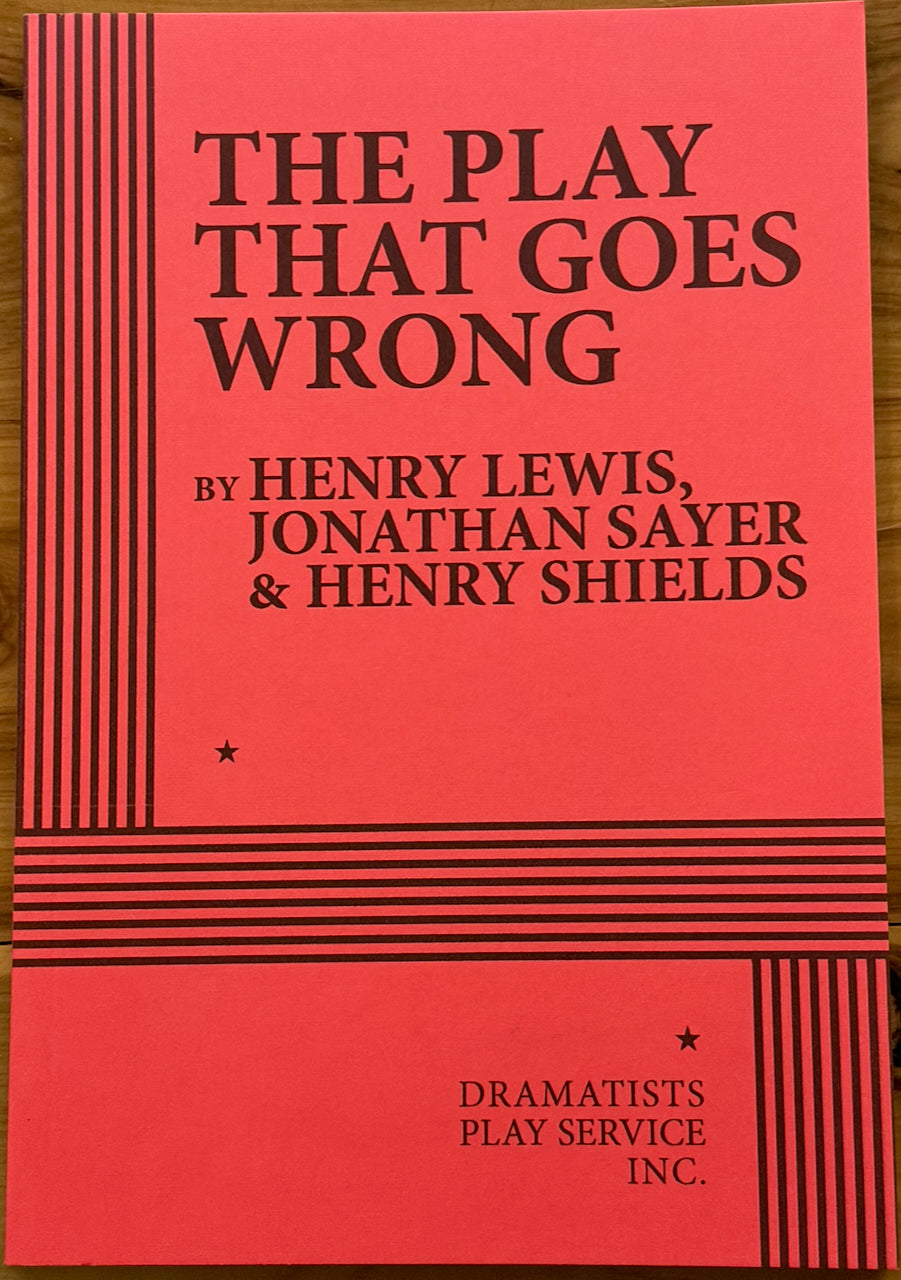 THE PLAY
THAT GOES
WRONG
BY HENRY LEWIS,
JONATHAN SAYER
& HENRY SHIELDS
DRAMATISTS
PLAY SERVICE
INC.